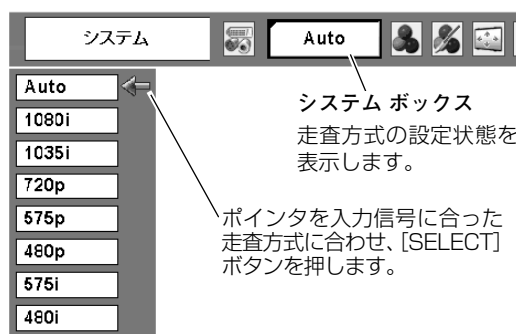 システム
Auto
Auto
1080i
1035i
720p
575p
480p
575i
480i
システム ボックス
走査方式の設定状態を
表示します。
ポインタを入力信号に合った
走査方式に合わせ、[SELECT]
ボタンを押します。